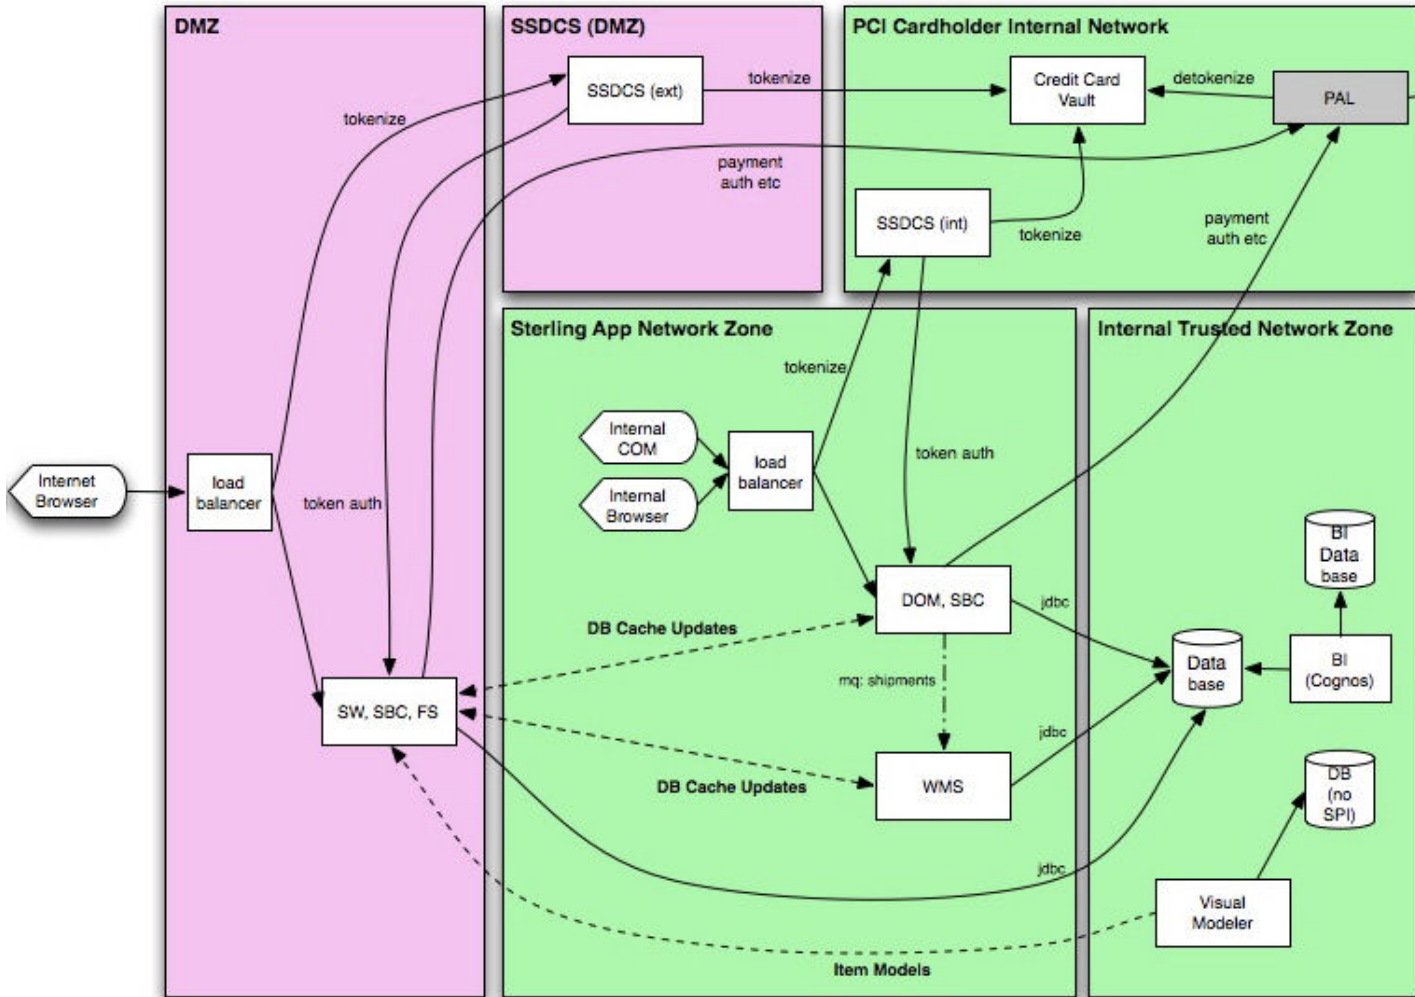 DMZ
SSDCS (DMZ)
PCI Cardholder Internal Network
SSDCS (ext)
tokenize
Credit Card
Vault
detokenize
PAL
tokenize
payment
auth etc
SSDCS (int)
tokenize
payment
auth etc
Sterling App Network Zone
Internal Trusted Network Zone
tokenize
Internal
COM
load
balancer
Internal
Browser
token auth
Internet
Browser
load
balancer
token auth
BI
Data
base
DOM, SBC
jdbc
DB Cache Updates
Data
base
BI
(Cognos)
mq: shipments
SW, SBC, FS
jdbc
DB Cache Updates
WMS
DB
(no
SPI)
jdbc
Visual
Modeler
Item Models